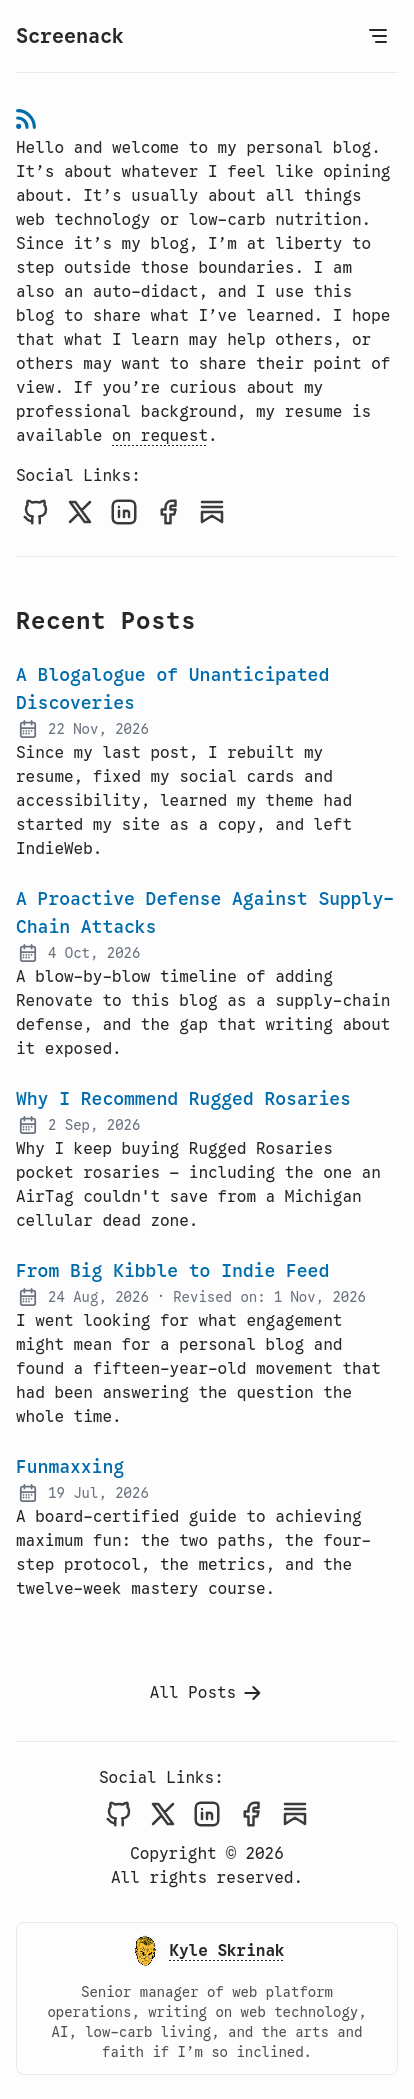 Screenack
Hello and welcome to my personal blog.
It’s about whatever I feel like opining
about. It’s usually about all things
web technology or low-carb nutrition.
Since it’s my blog, I’m at liberty to
step outside those boundaries. I am
also an auto-didact, and I use this
blog to share what I’ve learned. I hope
that what I learn may help others, or
others may want to share their point of
view. If you’re curious about my
professional background, my resume is
available on request.
Social Links:
Recent Posts
A Blogalogue of Unanticipated
Discoveries
22 Nov, 2026
Since my last post, I rebuilt my
resume, fixed my social cards and
accessibility, learned my theme had
started my site as a copy, and left
IndieWeb.
A Proactive Defense Against Supply-
Chain Attacks
4 Oct, 2026
A blow-by-blow timeline of adding
Renovate to this blog as a supply-chain
defense, and the gap that writing about
it exposed.
Why I Recommend Rugged Rosaries
2 Sep, 2026
Why I keep buying Rugged Rosaries
pocket rosaries — including the one an
AirTag couldn't save from a Michigan
cellular dead zone.
From Big Kibble to Indie Feed
24 Aug, 2026 · Revised on: 1 Nov, 2026
I went looking for what engagement
might mean for a personal blog and
found a fifteen-year-old movement that
had been answering the question the
whole time.
Funmaxxing
19 Jul, 2026
A board-certified guide to achieving
maximum fun: the two paths, the four-
step protocol, the metrics, and the
twelve-week mastery course.
All Posts
Social Links:
Copyright © 2026
All rights reserved.
Kyle Skrinak
Senior manager of web platform
operations, writing on web technology,
AI, low-carb living, and the arts and
faith if I’m so inclined.